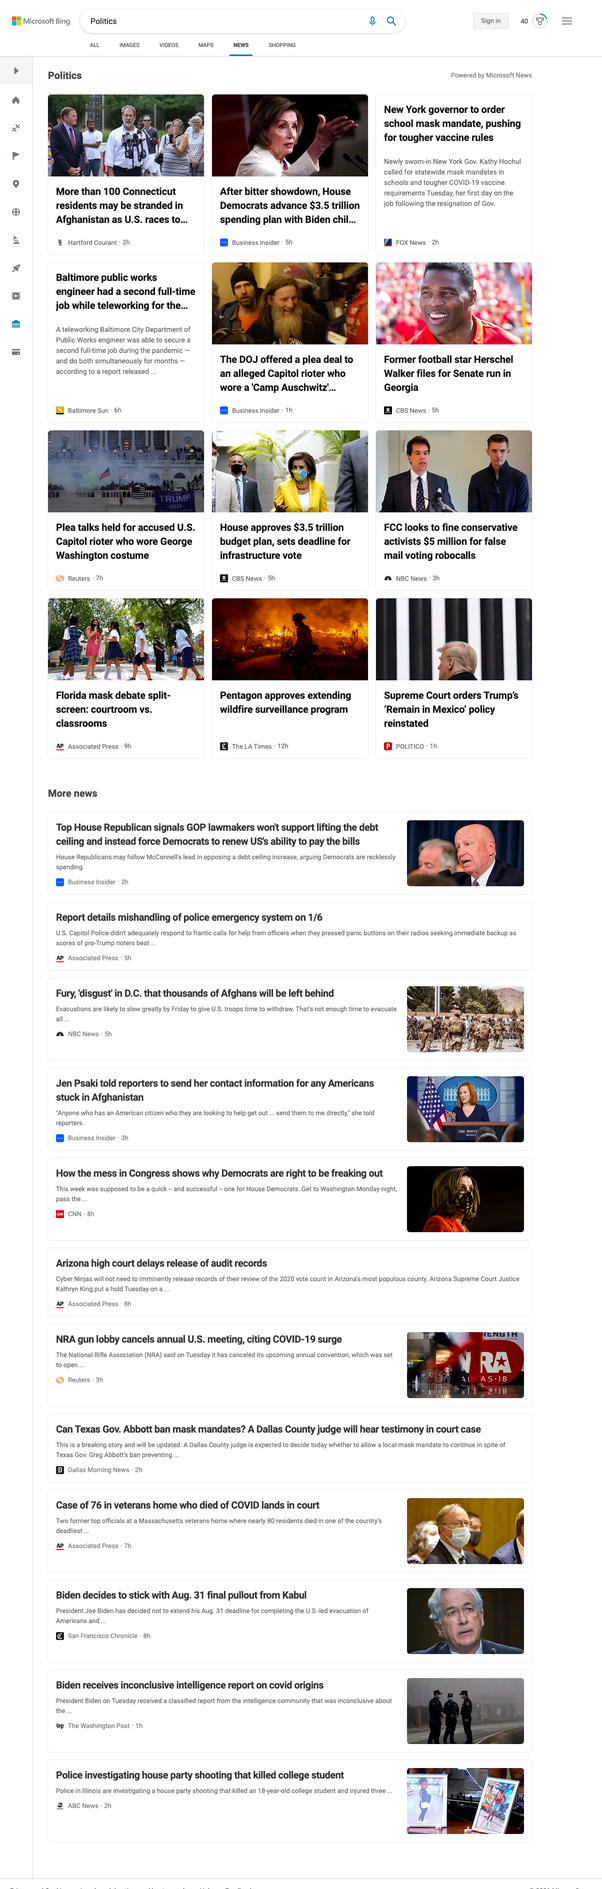 Microsoft Bing
Politics
Sign in
40
ALL
IMAGES
VIDEOS
MAPS
NEWS
SHOPPING
Politics
Powered by Microsoft News
More than 100 Connecticut
residents may be stranded in
Afghanistan as U.S. races to...
Hartford Courant · 2h
After bitter showdown, House
Democrats advance $3.5 trillion
spending plan with Biden chil...
Business Insider · 5h
New York governor to order
school mask mandate, pushing
for tougher vaccine rules
Newly sworn-in New York Gov. Kathy Hochul
called for statewide mask mandates in
schools and tougher COVID-19 vaccine
requirements Tuesday, her first day on the
job following the resignation of Gov.
FOX News · 2h
Baltimore public works
engineer had a second full-time
job while teleworking for the...
A teleworking Baltimore City Department of
Public Works engineer was able to secure a
second full-time job during the pandemic —
and do both simultaneously for months —
according to a report released ...
Baltimore Sun · 6h
The DOJ offered a plea deal to
an alleged Capitol rioter who
wore a 'Camp Auschwitz'...
Business Insider · 1h
Former football star Herschel
Walker files for Senate run in
Georgia
CBS News · 5h
TRUMP
Plea talks held for accused U.S.
Capitol rioter who wore George
Washington costume
Reuters · 7h
House approves $3.5 trillion
budget plan, sets deadline for
infrastructure vote
CBS News · 5h
FCC looks to fine conservative
activists $5 million for false
mail voting robocalls
NBC News · 3h
Florida mask debate split-
screen: courtroom vs.
classrooms
AP Associated Press · 9h
Pentagon approves extending
wildfire surveillance program
The LA Times · 12h
Supreme Court orders Trump's
'Remain in Mexico' policy
reinstated
P POLITICO · 1h
More news
Top House Republican signals GOP lawmakers won't support lifting the debt
ceiling and instead force Democrats to renew US's ability to pay the bills
House Republicans may follow McConnell's lead in opposing a debt ceiling increase, arguing Democrats are recklessly
spending.
Business Insider · 2h
Report details mishandling of police emergency system on 1/6
U.S. Capitol Police didn't adequately respond to frantic calls for help from officers when they pressed panic buttons on their radios seeking immediate backup as
scores of pro-Trump rioters beat ...
AP Associated Press · 5h
Fury, 'disgust' in D.C. that thousands of Afghans will be left behind
Evacuations are likely to slow greatly by Friday to give U.S. troops time to withdraw. That's not enough time to evacuate
all ...
NBC News · 5h
Jen Psaki told reporters to send her contact information for any Americans
stuck in Afghanistan
"Anyone who has an American citizen who they are looking to help get out ... send them to me directly," she told
reporters.
Business Insider · 3h
How the mess in Congress shows why Democrats are right to be freaking out
This week was supposed to be a quick – and successful – one for House Democrats. Get to Washington Monday night,
pass the ...
CNN CNN · 8h
Arizona high court delays release of audit records
Cyber Ninjas will not need to imminently release records of their review of the 2020 vote count in Arizona's most populous county. Arizona Supreme Court Justice
Kathryn King put a hold Tuesday on a ...
AP Associated Press · 8h
NRA gun lobby cancels annual U.S. meeting, citing COVID-19 surge
The National Rifle Association (NRA) said on Tuesday it has canceled its upcoming annual convention, which was set
to open ...
Reuters · 3h
Can Texas Gov. Abbott ban mask mandates? A Dallas County judge will hear testimony in court case
This is a breaking story and will be updated. A Dallas County judge is expected to decide today whether to allow a local mask mandate to continue in spite of
Texas Gov. Greg Abbott's ban preventing ...
D Dallas Morning News · 2h
Case of 76 in veterans home who died of COVID lands in court
Two former top officials at a Massachusetts veterans home where nearly 80 residents died in one of the country's
deadliest ...
AP Associated Press · 7h
Biden decides to stick with Aug. 31 final pullout from Kabul
President Joe Biden has decided not to extend his Aug. 31 deadline for completing the U.S.-led evacuation of
Americans and ...
San Francisco Chronicle · 8h
Biden receives inconclusive intelligence report on covid origins
President Biden on Tuesday received a classified report from the intelligence community that was inconclusive about
the ...
wp The Washington Post · 1h
Police investigating house party shooting that killed college student
Police in Illinois are investigating a house party shooting that killed an 18-year-old college student and injured three ...
ABC News · 2h